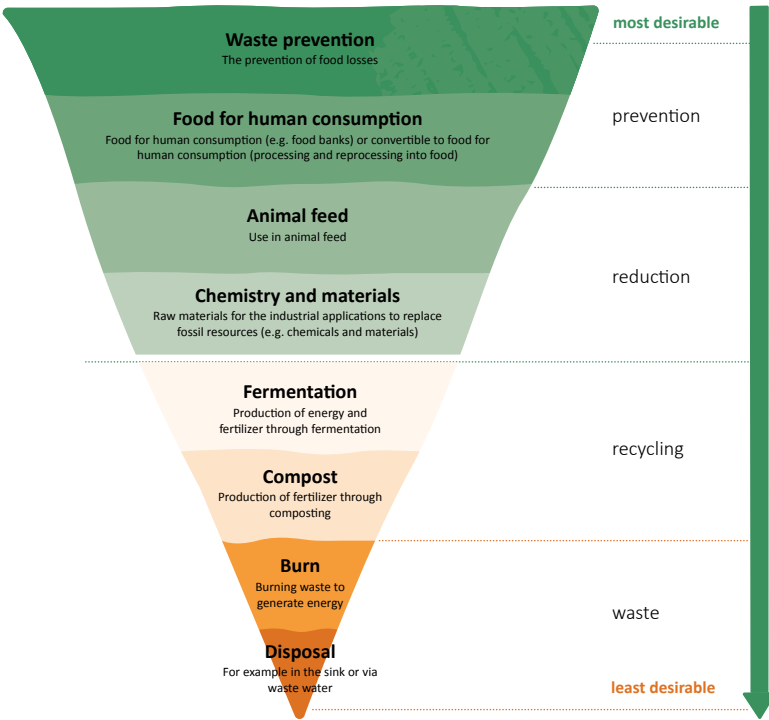 most desirable
Waste prevention
The prevention of food losses
prevention
Food for human consumption
Food for human consumption (e.g. food banks) or convertible to food for
human consumption (processing and reprocessing into food)
Animal feed
Use in animal feed
reduction
Chemistry and materials
Raw materials for the industrial applications to replace
fossil resources (e.g. chemicals and materials)
Fermentation
Production of energy and
fertilizer through fermentation
recycling
Compost
Production of fertilizer through
composting
Burn
Burning waste to
generate energy
waste
Disposal
For example in the sink or via
waste water
least desirable